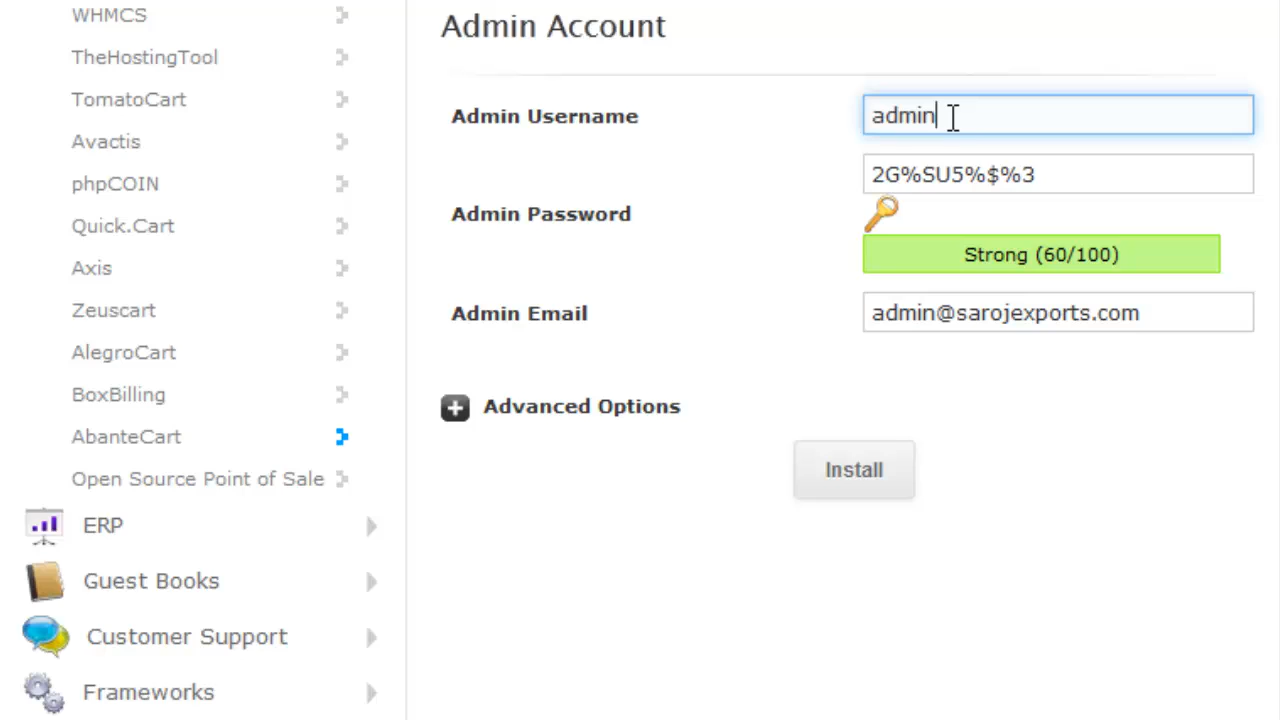 WHMCS
TheHostingTool
TomatoCart
Avactis
phpCOIN
Quick.Cart
Axis
Zeuscart
AlegroCart
BoxBilling
AbanteCart
Open Source Point of Sale
ERP
Guest Books
Customer Support
Frameworks
Admin Account
Admin Username
admin
2G%SU5%$%3
Admin Password
Strong (60/100)
Admin Email
admin@sarojexports.com
Advanced Options
Install